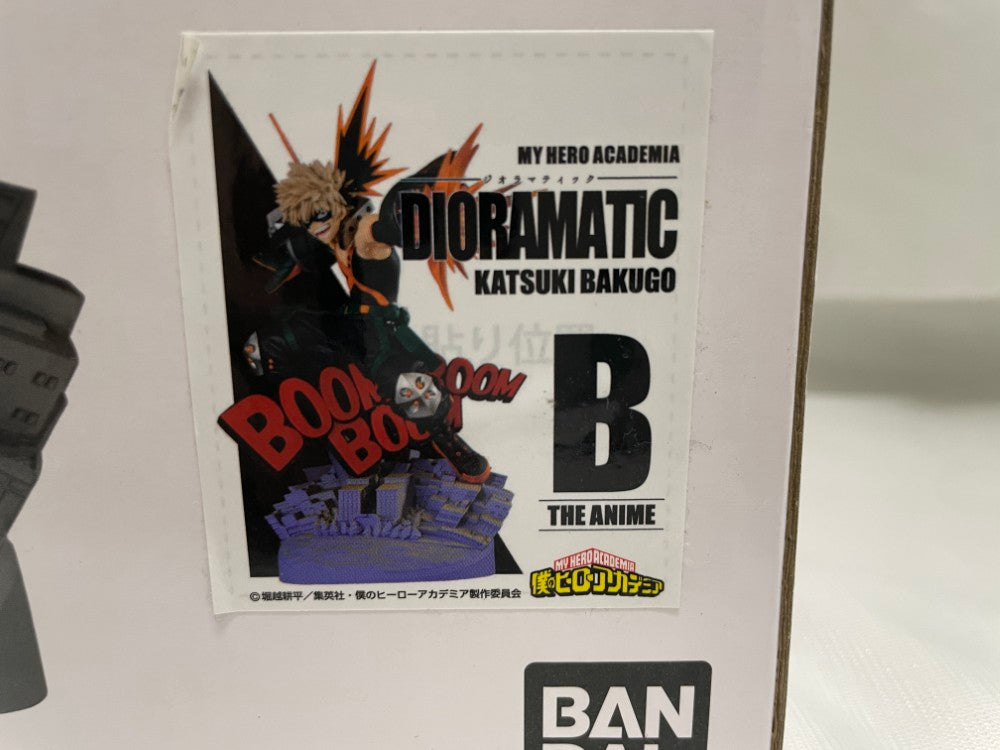 MY HERO ACADEMIA
ジオラマティック
DIORAMATIC
KATSUKI BAKUGO
貼り位置
BOOM BOOM
BOOM
B
THE ANIME
MY HERO ACADEMIA
僕のヒーローアカデミア
©堀越耕平／集英社・僕のヒーローアカデミア製作委員会
BAN
DAI